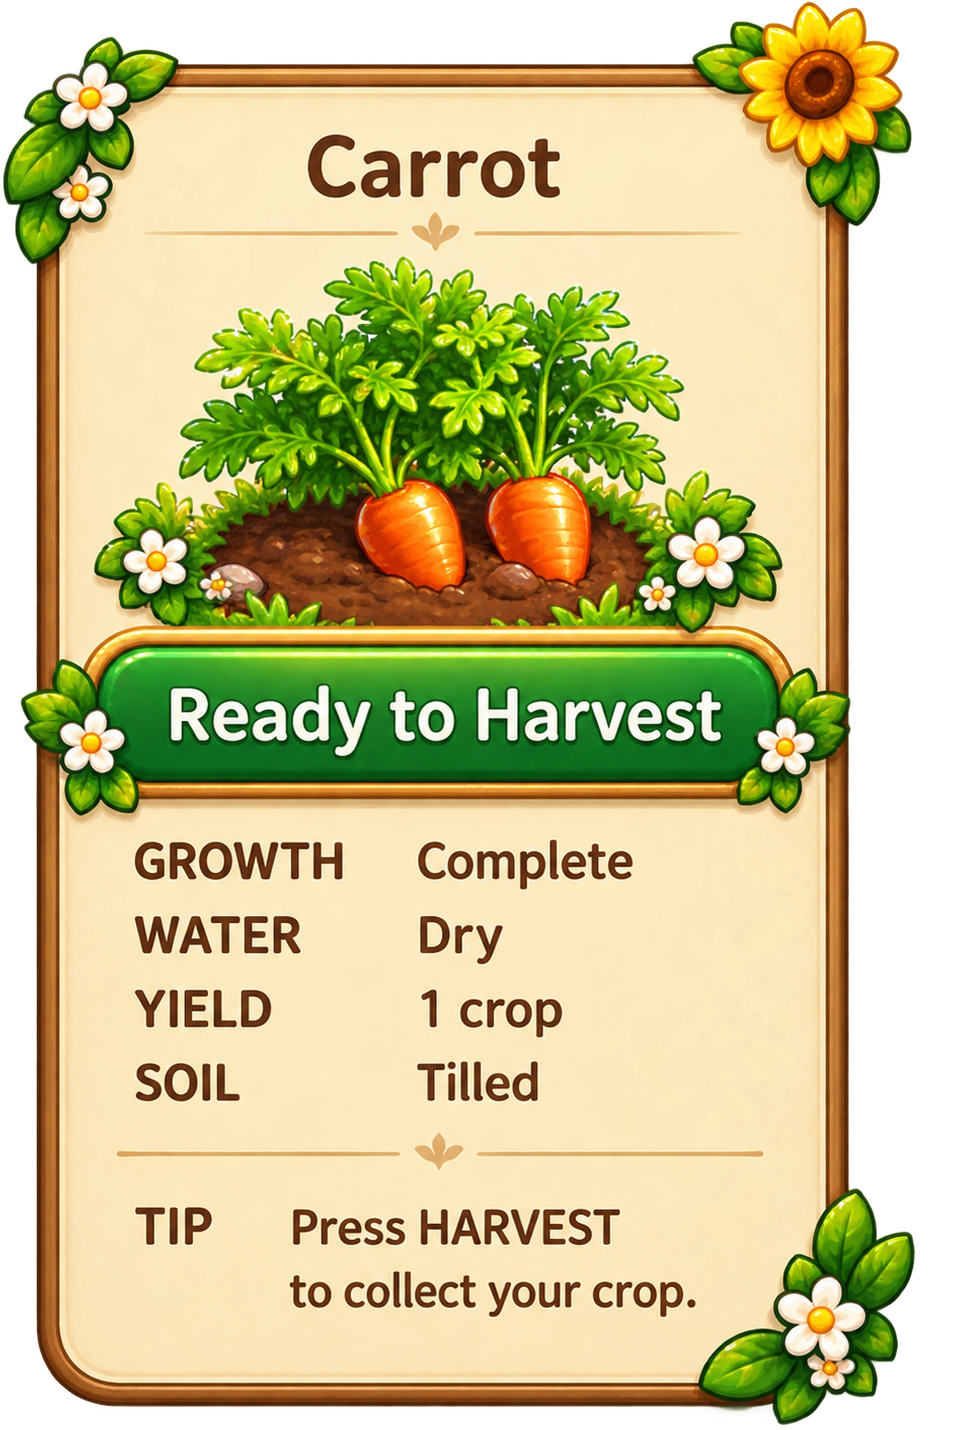 Carrot
Ready to Harvest
GROWTH Complete
WATER Dry
YIELD 1 crop
SOIL Tilled
TIP Press HARVEST
to collect your crop.